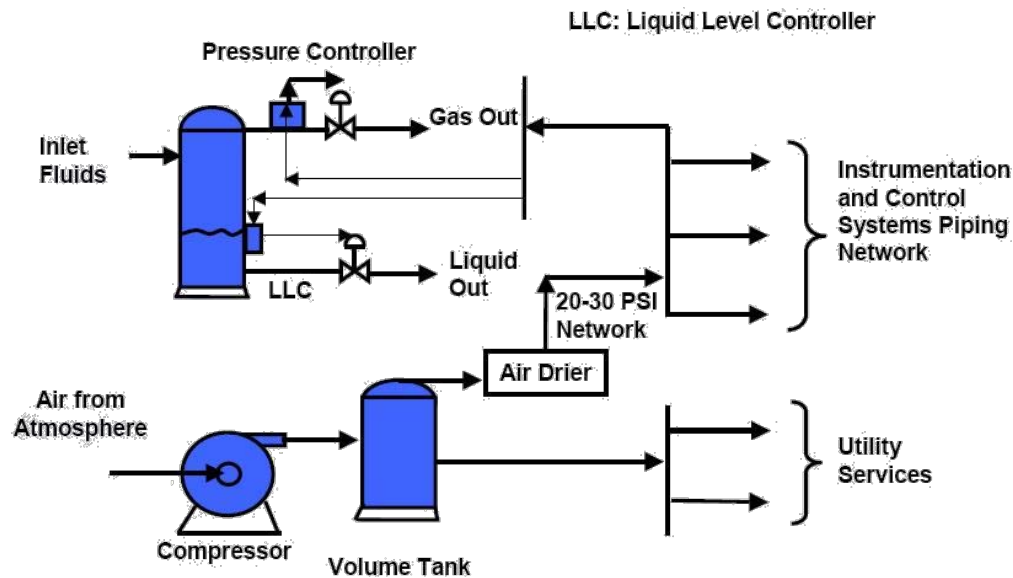 LLC: Liquid Level Controller
Pressure Controller
Gas Out
Inlet
Fluids
Instrumentation
and Control
Systems Piping
Network
LLC
Liquid
Out
20-30 PSI
Network
Air Drier
Air from
Atmosphere
Utility
Services
Compressor
Volume Tank